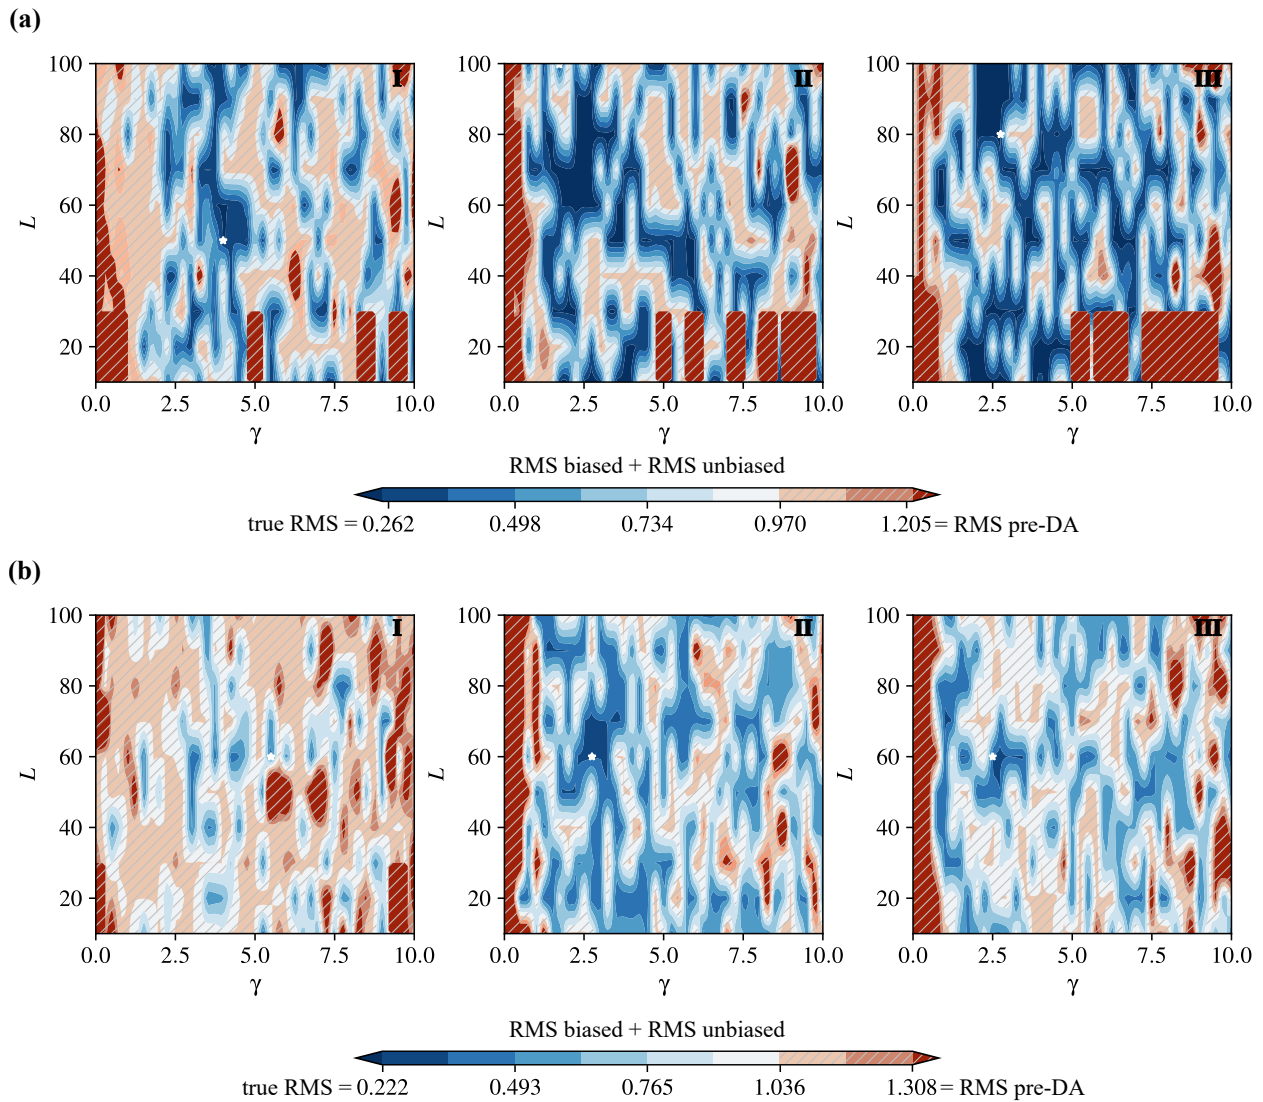 (a)
I II III
100 100 100
80 80 80
60 60 60
40 40 40
20 20 20
L L L
0.0 2.5 5.0 7.5 10.0 0.0 2.5 5.0 7.5 10.0 0.0 2.5 5.0 7.5 10.0
γ γ γ
RMS biased + RMS unbiased
true RMS = 0.262 0.498 0.734 0.970 1.205 = RMS pre-DA
(b)
I II III
100 100 100
80 80 80
60 60 60
40 40 40
20 20 20
L L L
0.0 2.5 5.0 7.5 10.0 0.0 2.5 5.0 7.5 10.0 0.0 2.5 5.0 7.5 10.0
γ γ γ
RMS biased + RMS unbiased
true RMS = 0.222 0.493 0.765 1.036 1.308 = RMS pre-DA